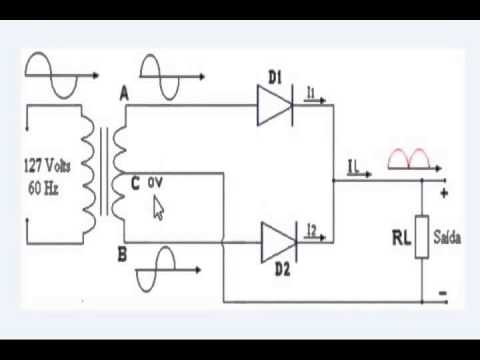 A
D1
I1
127 Volts
60 Hz
C 0V
IL
+
I2
RL
Saída
B
D2
-